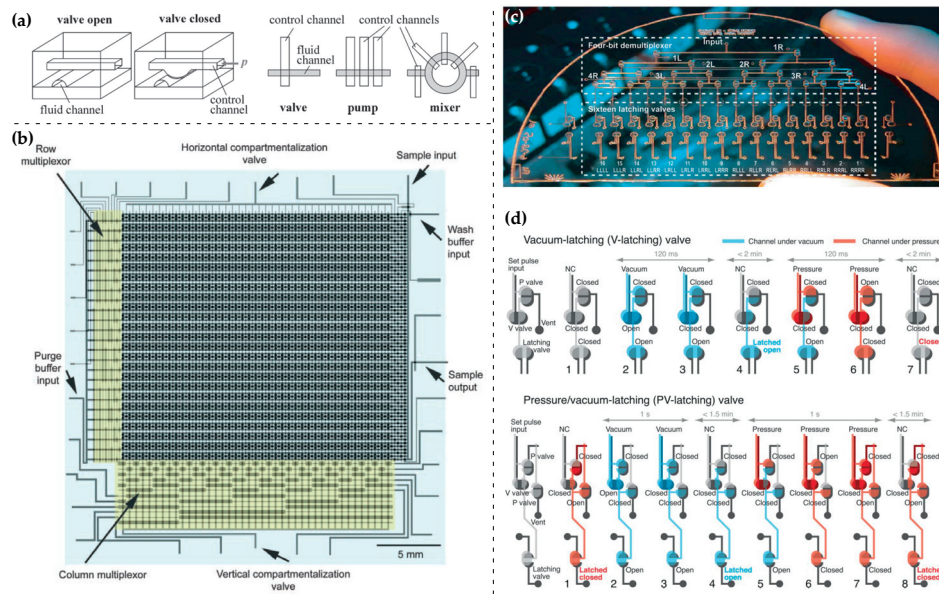 (a)
valve open
valve closed
p
fluid channel
control
channel
control channel
control channels
fluid
channel
valve
pump
mixer
(b)
Row
multiplexor
Horizontal compartmentalization
valve
Sample input
Wash
buffer
input
Purge
buffer
input
Sample
output
5 mm
Column multiplexor
Vertical compartmentalization
valve
(c)
Four-bit demultiplexer
Input
1R
1L
2L
2R
4R
3L
3R
4L
Sixteen latching valves
16 15 14 13 12 11 10 9 8 7 6 5 4 3 2 1
LLLL LLLR LLRL LLRR LRLL LRLR LRRL LRRR RLLL RLLR RLRL RLRR RRLL RRLR RRRL RRRR
(d)
Vacuum-latching (V-latching) valve
Channel under vacuum
Channel under pressure
120 ms
< 2 min
120 ms
< 2 min
Set pulse
input
NC
Vacuum
Vacuum
NC
Pressure
Pressure
NC
P valve
Closed
Closed
Closed
Closed
Closed
Open
Closed
Vent
V valve
Closed
Open
Closed
Closed
Closed
Closed
Latching
valve
Closed
Open
Open
Latched
open
Open
Closed
1
2
3
4
5
6
7
Pressure/vacuum-latching (PV-latching) valve
1 s
< 1.5 min
1 s
< 1.5 min
Set pulse
input
NC
Vacuum
Vacuum
NC
Pressure
Pressure
Pressure
NC
P valve
Closed
Closed
Closed
Closed
Closed
Closed
Open
Closed
V valve
P valve
Closed
Open
Closed
Closed
Closed
Closed
Closed
Closed
Vent
Latching
valve
Latched
closed
Open
Open
Latched
open
Open
Closed
Closed
1
2
3
4
5
6
7
8